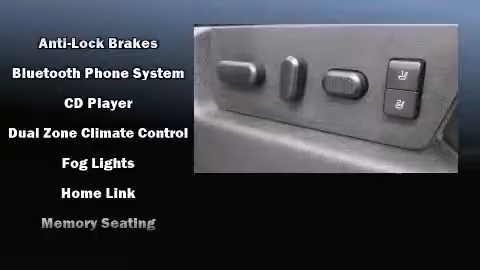 Anti-Lock Brakes
Bluetooth Phone System
CD Player
Dual Zone Climate Control
Fog Lights
Home Link
Memory Seating